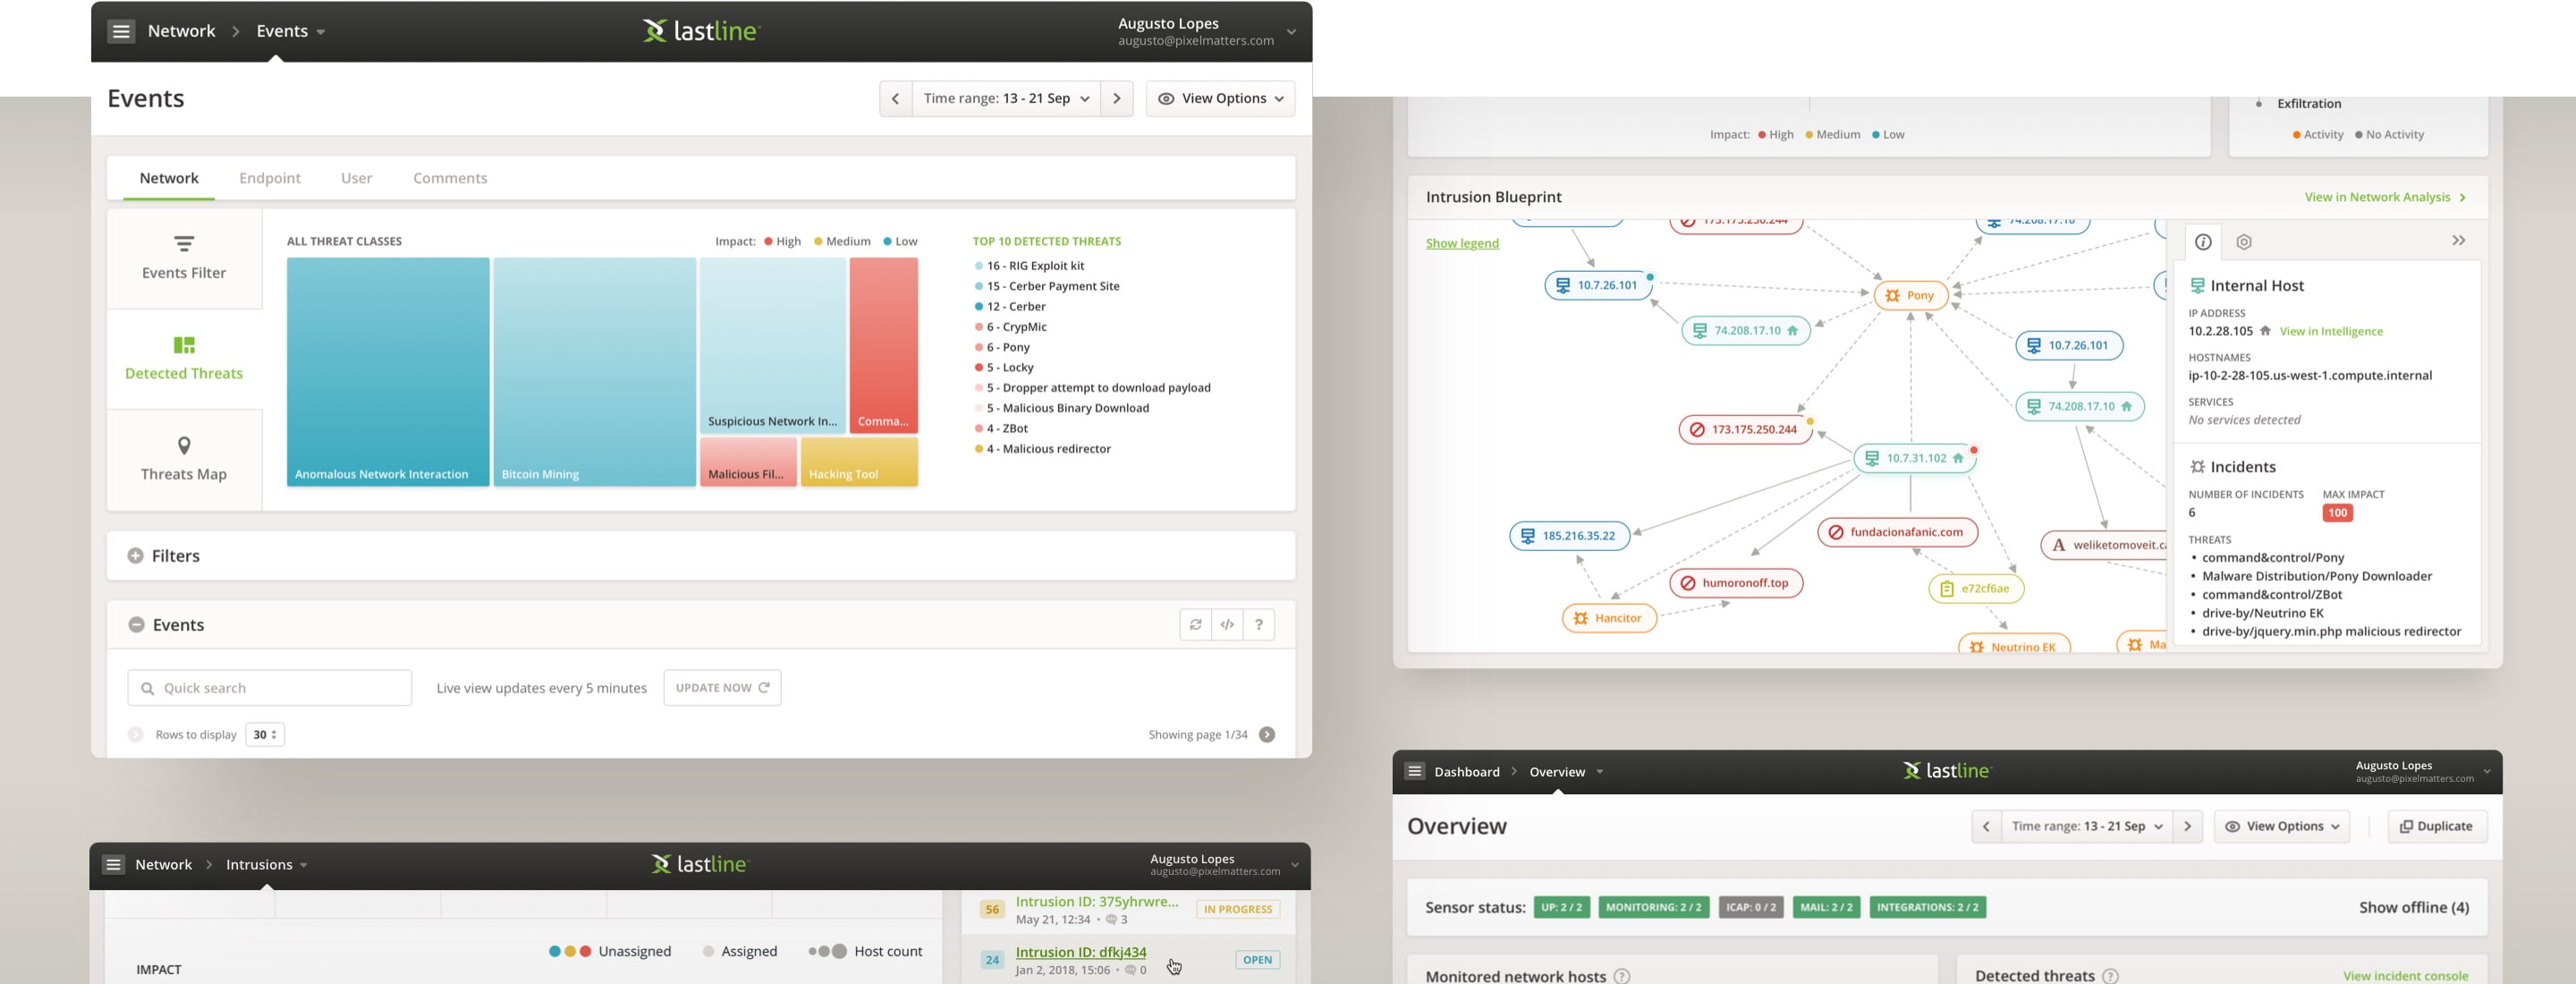 Network > Events
lastline™
Augusto Lopes
augusto@pixelmatters.com
Events
Time range: 13 - 21 Sep
View Options
Network
Endpoint
User
Comments
Events Filter
Detected Threats
Threats Map
ALL THREAT CLASSES
Impact: High Medium Low
Anomalous Network Interaction
Bitcoin Mining
Suspicious Network In...
Comma...
Malicious Fil...
Hacking Tool
TOP 10 DETECTED THREATS
16 - RIG Exploit kit
15 - Cerber Payment Site
12 - Cerber
6 - CrypMic
6 - Pony
5 - Locky
5 - Dropper attempt to download payload
5 - Malicious Binary Download
4 - ZBot
4 - Malicious redirector
Filters
Events
</>
?
Quick search
Live view updates every 5 minutes
UPDATE NOW
Rows to display 30
Showing page 1/34
Network > Intrusions
lastline™
Augusto Lopes
augusto@pixelmatters.com
Unassigned
Assigned
Host count
IMPACT
56
Intrusion ID: 375yhrwre...
May 21, 12:34 • 3
IN PROGRESS
24
Intrusion ID: dfkj434
Jan 2, 2018, 15:06 • 0
OPEN
Impact: High Medium Low
Exfiltration
Activity No Activity
Intrusion Blueprint
View in Network Analysis >
Show legend
173.175.250.244
74.208.17.10
10.7.26.101
Pony
74.208.17.10
10.7.26.101
74.208.17.10
173.175.250.244
10.7.31.102
185.216.35.22
fundacionafanic.com
weliketomoveit.ca
humoronoff.top
e72cf6ae
Hancitor
Neutrino EK
Ma
Internal Host
IP ADDRESS
10.2.28.105 View in Intelligence
HOSTNAMES
ip-10-2-28-105.us-west-1.compute.internal
SERVICES
No services detected
Incidents
NUMBER OF INCIDENTS
6
MAX IMPACT
100
THREATS
• command&control/Pony
• Malware Distribution/Pony Downloader
• command&control/ZBot
• drive-by/Neutrino EK
• drive-by/jquery.min.php malicious redirector
Dashboard > Overview
lastline™
Augusto Lopes
augusto@pixelmatters.com
Overview
Time range: 13 - 21 Sep
View Options
Duplicate
Sensor status: UP: 2 / 2 MONITORING: 2 / 2 ICAP: 0 / 2 MAIL: 2 / 2 INTEGRATIONS: 2 / 2
Show offline (4)
Monitored network hosts ?
Detected threats ?
View incident console